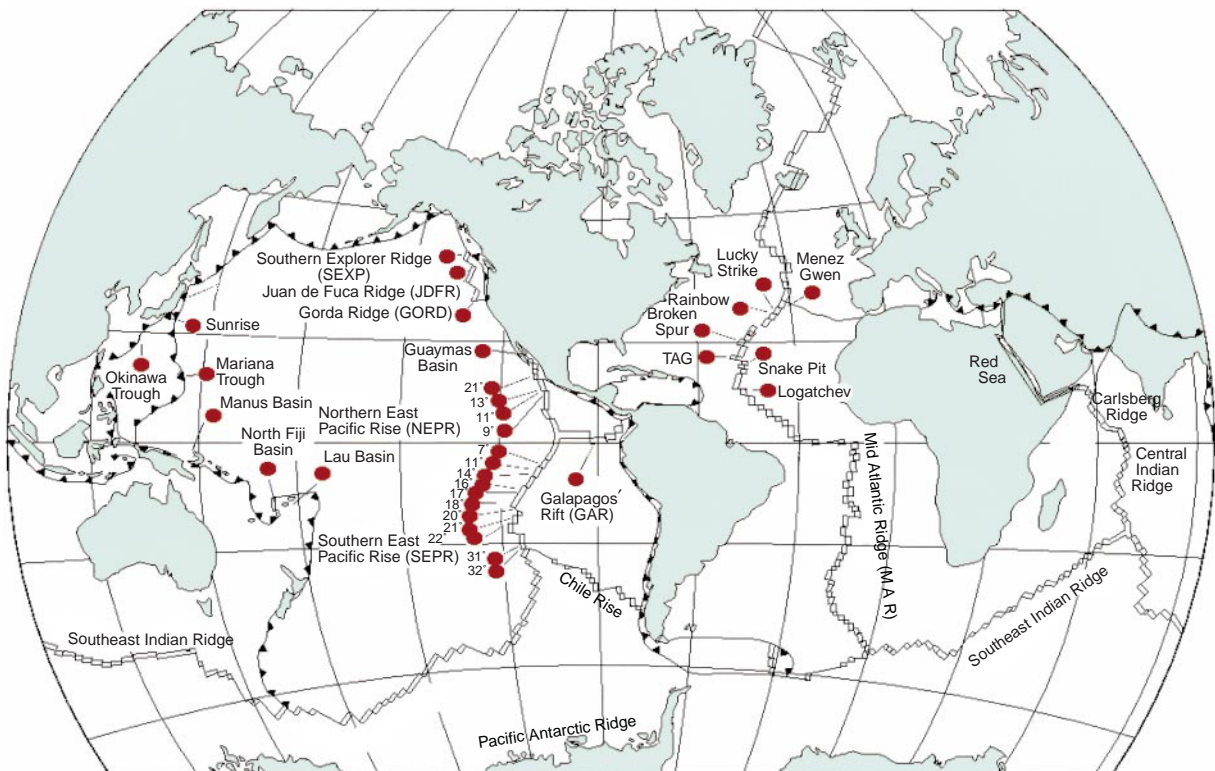 Southern Explorer Ridge
(SEXP)
Juan de Fuca Ridge (JDFR)
Gorda Ridge (GORD)
Lucky
Strike
Menez
Gwen
Rainbow
Broken
Spur
TAG
Snake Pit
Logatchev
Sunrise
Okinawa
Trough
Mariana
Trough
Manus Basin
North Fiji
Basin
Lau Basin
Guaymas
Basin
21°
13°
11°
9°
Northern East
Pacific Rise (NEPR)
7°
11°
14°
16°
17°
18°
20°
21°
22°
Southern East
Pacific Rise (SEPR)
31°
32°
Galapagos′
Rift (GAR)
Red
Sea
Carlsberg
Ridge
Central
Indian
Ridge
Mid Atlantic Ridge (M A R)
Chile Rise
Southeast Indian Ridge
Southeast Indian Ridge
Pacific Antarctic Ridge